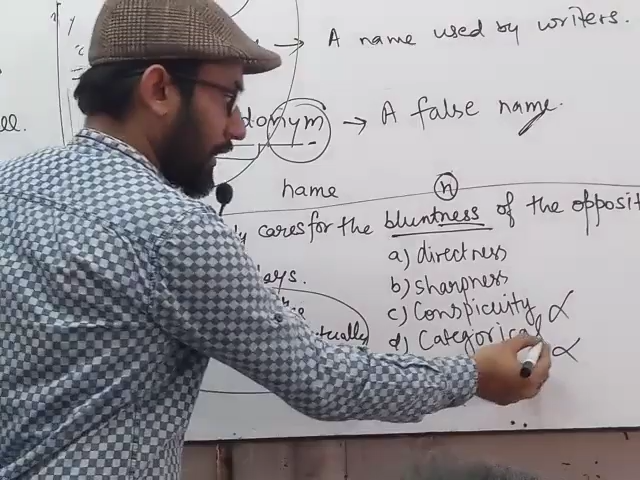 y
→ A name used by writers.
donym → A false name.
ll.
name
n
cares for the bluntness of the opposit
a) directness
ays.
b) sharpness
c) Conspicuity
d) Categorical